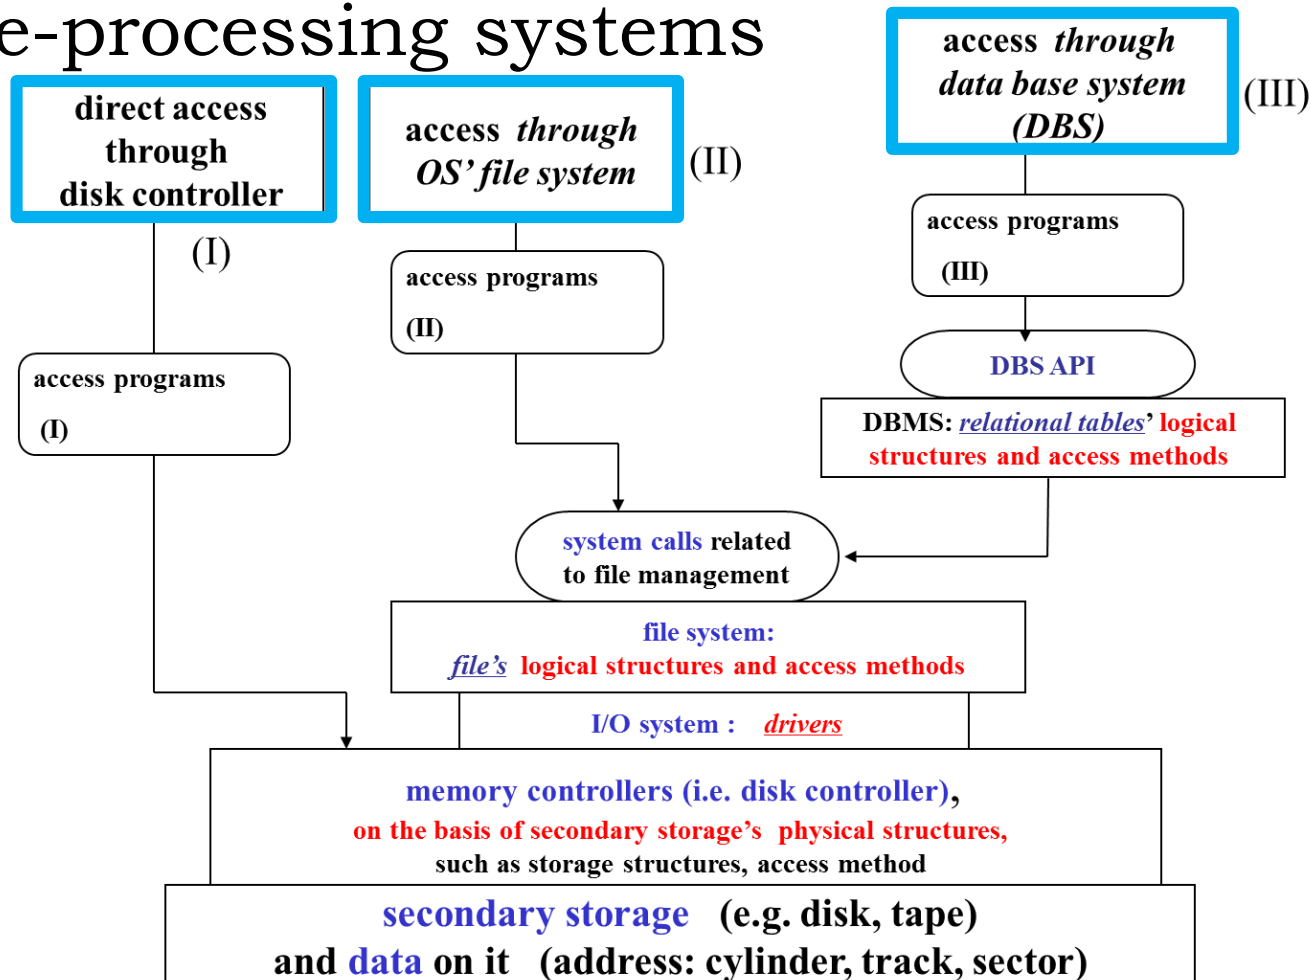 e-processing systems
access through
data base system
(DBS)
(III)
direct access
through
disk controller
(I)
access through
OS’ file system
(II)
access programs
(III)
access programs
(II)
access programs
(I)
DBS API
DBMS: relational tables’ logical
structures and access methods
system calls related
to file management
file system:
file’s logical structures and access methods
I/O system : drivers
memory controllers (i.e. disk controller),
on the basis of secondary storage’s physical structures,
such as storage structures, access method
secondary storage (e.g. disk, tape)
and data on it (address: cylinder, track, sector)